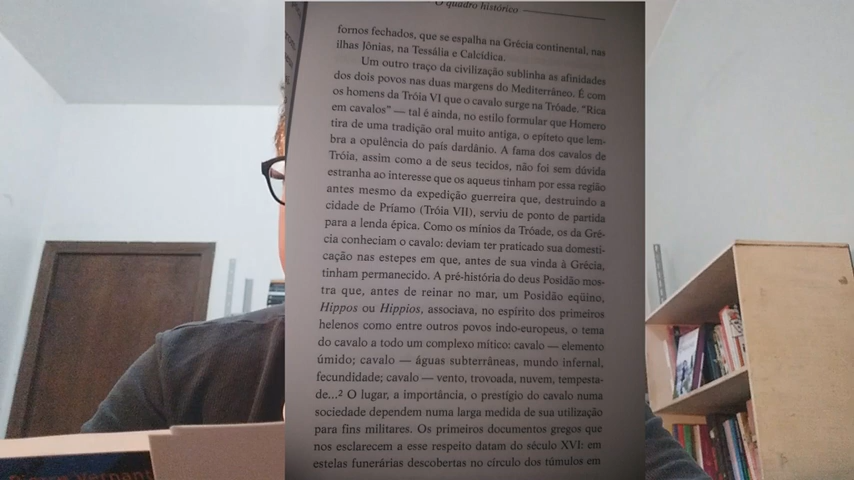 O quadro histórico
fornos fechados, que se espalha na Grécia continental, nas
ilhas Jônias, na Tessália e Calcídica.
Um outro traço da civilização sublinha as afinidades
dos dois povos nas duas margens do Mediterrâneo. É com
os homens da Tróia VI que o cavalo surge na Tróade. "Rica
em cavalos" — tal é ainda, no estilo formular que Homero
tira de uma tradição oral muito antiga, o epíteto que lem-
bra a opulência do país dardânio. A fama dos cavalos de
Tróia, assim como a de seus tecidos, não foi sem dúvida
estranha ao interesse que os aqueus tinham por essa região
antes mesmo da expedição guerreira que, destruindo a
cidade de Príamo (Tróia VII), serviu de ponto de partida
para a lenda épica. Como os mínios da Tróade, os da Gré-
cia conheciam o cavalo: deviam ter praticado sua domesti-
cação nas estepes em que, antes de sua vinda à Grécia,
tinham permanecido. A pré-história do deus Posidão mos-
tra que, antes de reinar no mar, um Posidão eqüino,
Hippos ou Hippios, associava, no espírito dos primeiros
helenos como entre outros povos indo-europeus, o tema
do cavalo a todo um complexo mítico: cavalo — elemento
úmido; cavalo — águas subterrâneas, mundo infernal,
fecundidade; cavalo — vento, trovoada, nuvem, tempesta-
de...² O lugar, a importância, o prestígio do cavalo numa
sociedade dependem numa larga medida de sua utilização
para fins militares. Os primeiros documentos gregos que
nos esclarecem a esse respeito datam do século XVI: em
estelas funerárias descobertas no círculo dos túmulos em